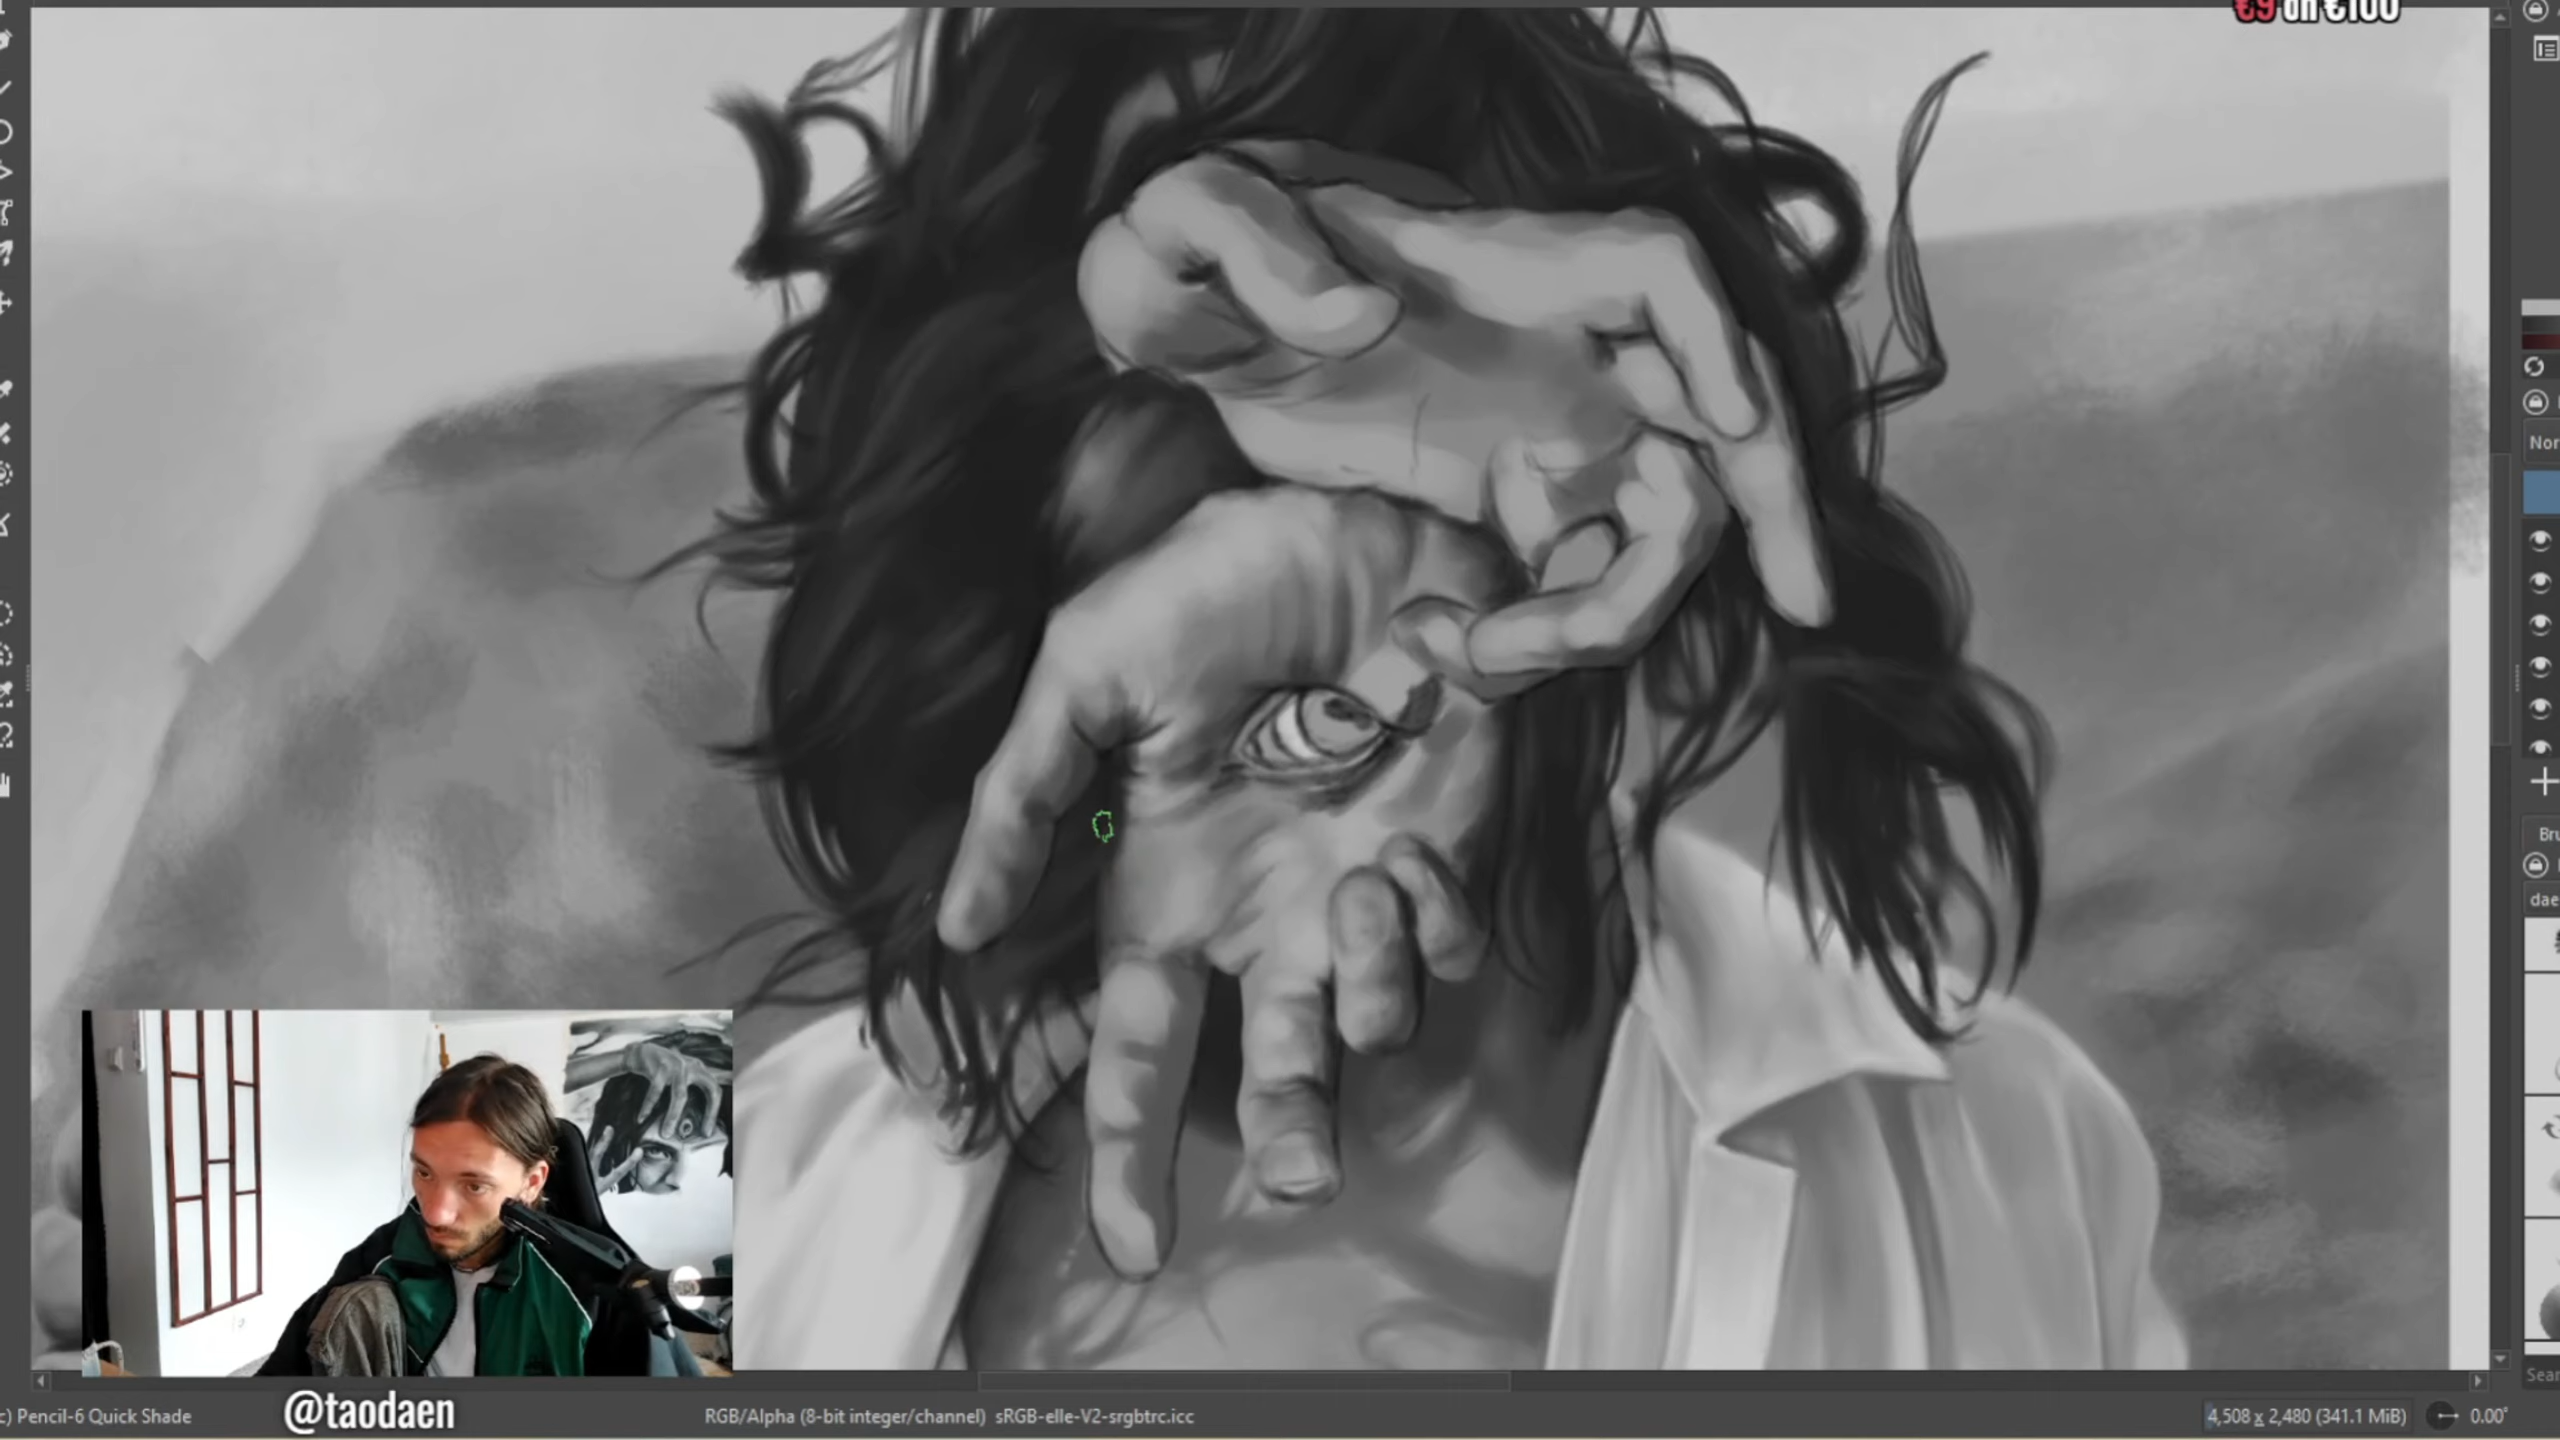 €9 on €100
Nor
Bru
dae
Sear
c) Pencil-6 Quick Shade
@taodaen
RGB/Alpha (8-bit integer/channel) sRGB-elle-V2-srgbtrc.icc
4,508 x 2,480 (341.1 MiB)
0.00°